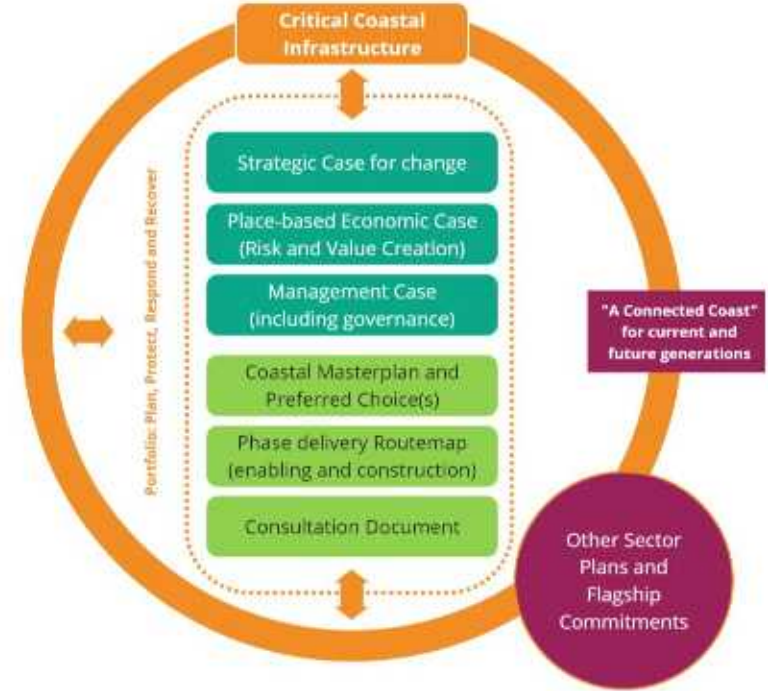 Critical Coastal
Infrastructure
Strategic Case for change
Place-based Economic Case
(Risk and Value Creation)
Management Case
(including governance)
Coastal Masterplan and
Preferred Choice(s)
Phase delivery Routemap
(enabling and construction)
Consultation Document
Portfolio: Plan, Protect, Respond and Recover
"A Connected Coast"
for current and
future generations
Other Sector
Plans and
Flagship
Commitments